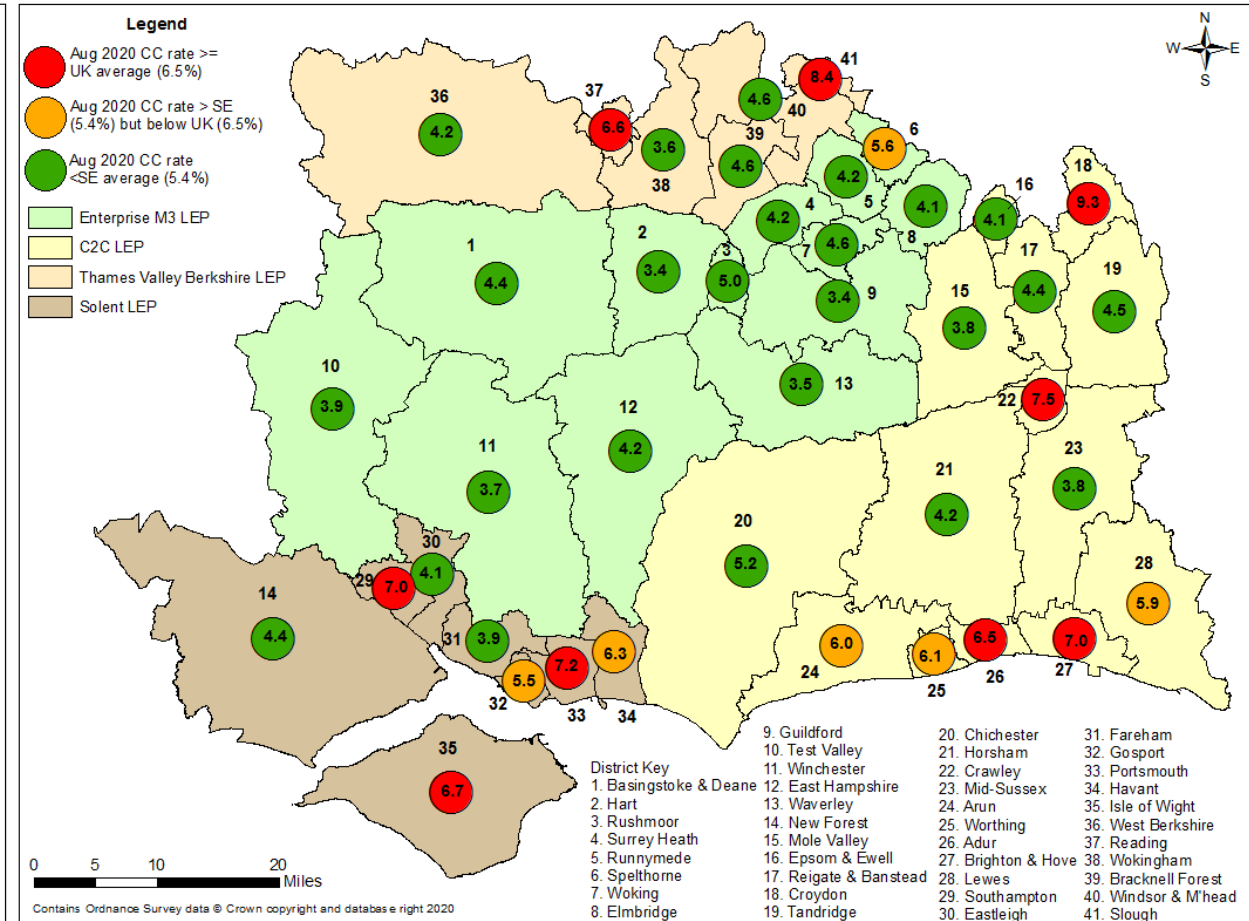 Legend
Aug 2020 CC rate >=
UK average (6.5%)
Aug 2020 CC rate > SE
(5.4%) but below UK (6.5%)
Aug 2020 CC rate
<SE average (5.4%)
Enterprise M3 LEP
C2C LEP
Thames Valley Berkshire LEP
Solent LEP
N
W E
S
36
4.2
37
6.6
3.6
38
4.6
39
4.6
40
8.4
41
5.6
6
4.2
5
4.2
4
4.1
8
4.6
7
16
4.1
18
9.3
1
4.4
2
3.4
3
5.0
3.4
9
15
3.8
17
4.4
19
4.5
10
3.9
11
3.7
12
4.2
3.5
13
22
7.5
23
3.8
21
4.2
20
5.2
28
5.9
14
4.4
29
7.0
30
4.1
31
3.9
32
5.5
7.2
33
6.3
34
35
6.7
6.0
24
6.1
25
6.5
26
7.0
27
District Key
1. Basingstoke & Deane
2. Hart
3. Rushmoor
4. Surrey Heath
5. Runnymede
6. Spelthorne
7. Woking
8. Elmbridge
9. Guildford
10. Test Valley
11. Winchester
12. East Hampshire
13. Waverley
14. New Forest
15. Mole Valley
16. Epsom & Ewell
17. Reigate & Banstead
18. Croydon
19. Tandridge
20. Chichester
21. Horsham
22. Crawley
23. Mid-Sussex
24. Arun
25. Worthing
26. Adur
27. Brighton & Hove
28. Lewes
29. Southampton
30. Eastleigh
31. Fareham
32. Gosport
33. Portsmouth
34. Havant
35. Isle of Wight
36. West Berkshire
37. Reading
38. Wokingham
39. Bracknell Forest
40. Windsor & M'head
41. Slough
0 5 10 20
Miles
Contains Ordnance Survey data © Crown copyright and database right 2020